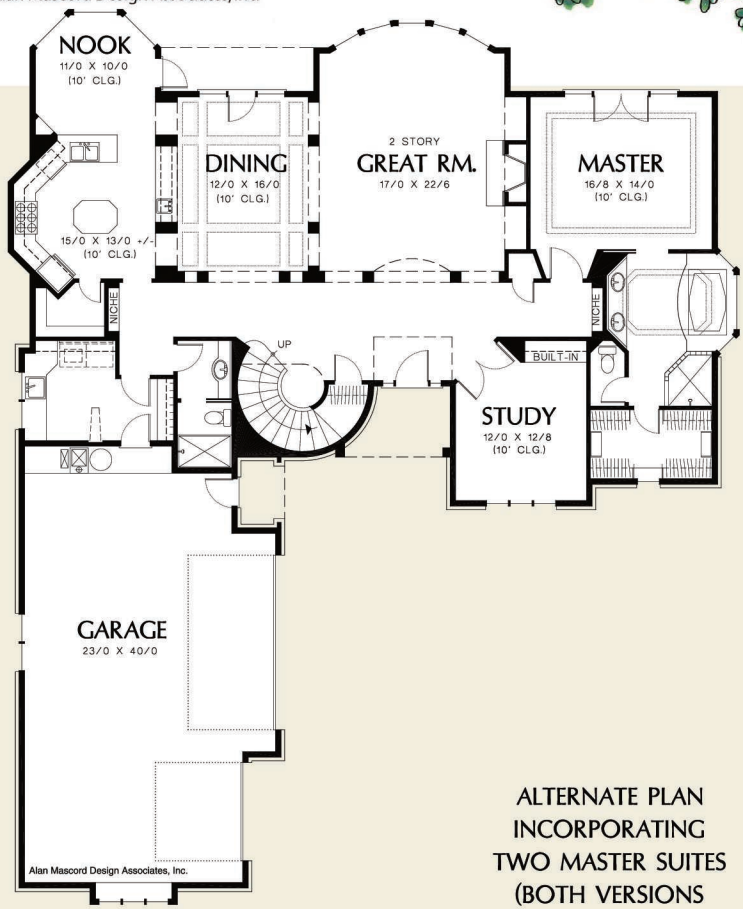 NOOK
11/0 X 10/0
(10' CLG.)
DINING
12/0 X 16/0
(10' CLG.)
2 STORY
GREAT RM.
17/0 X 22/6
MASTER
16/8 X 14/0
(10' CLG.)
15/0 X 13/0 +/-
(10' CLG.)
NICHE
NICHE
UP
BUILT-IN
STUDY
12/0 X 12/8
(10' CLG.)
GARAGE
23/0 X 40/0
Alan Mascord Design Associates, Inc.
ALTERNATE PLAN
INCORPORATING
TWO MASTER SUITES
(BOTH VERSIONS